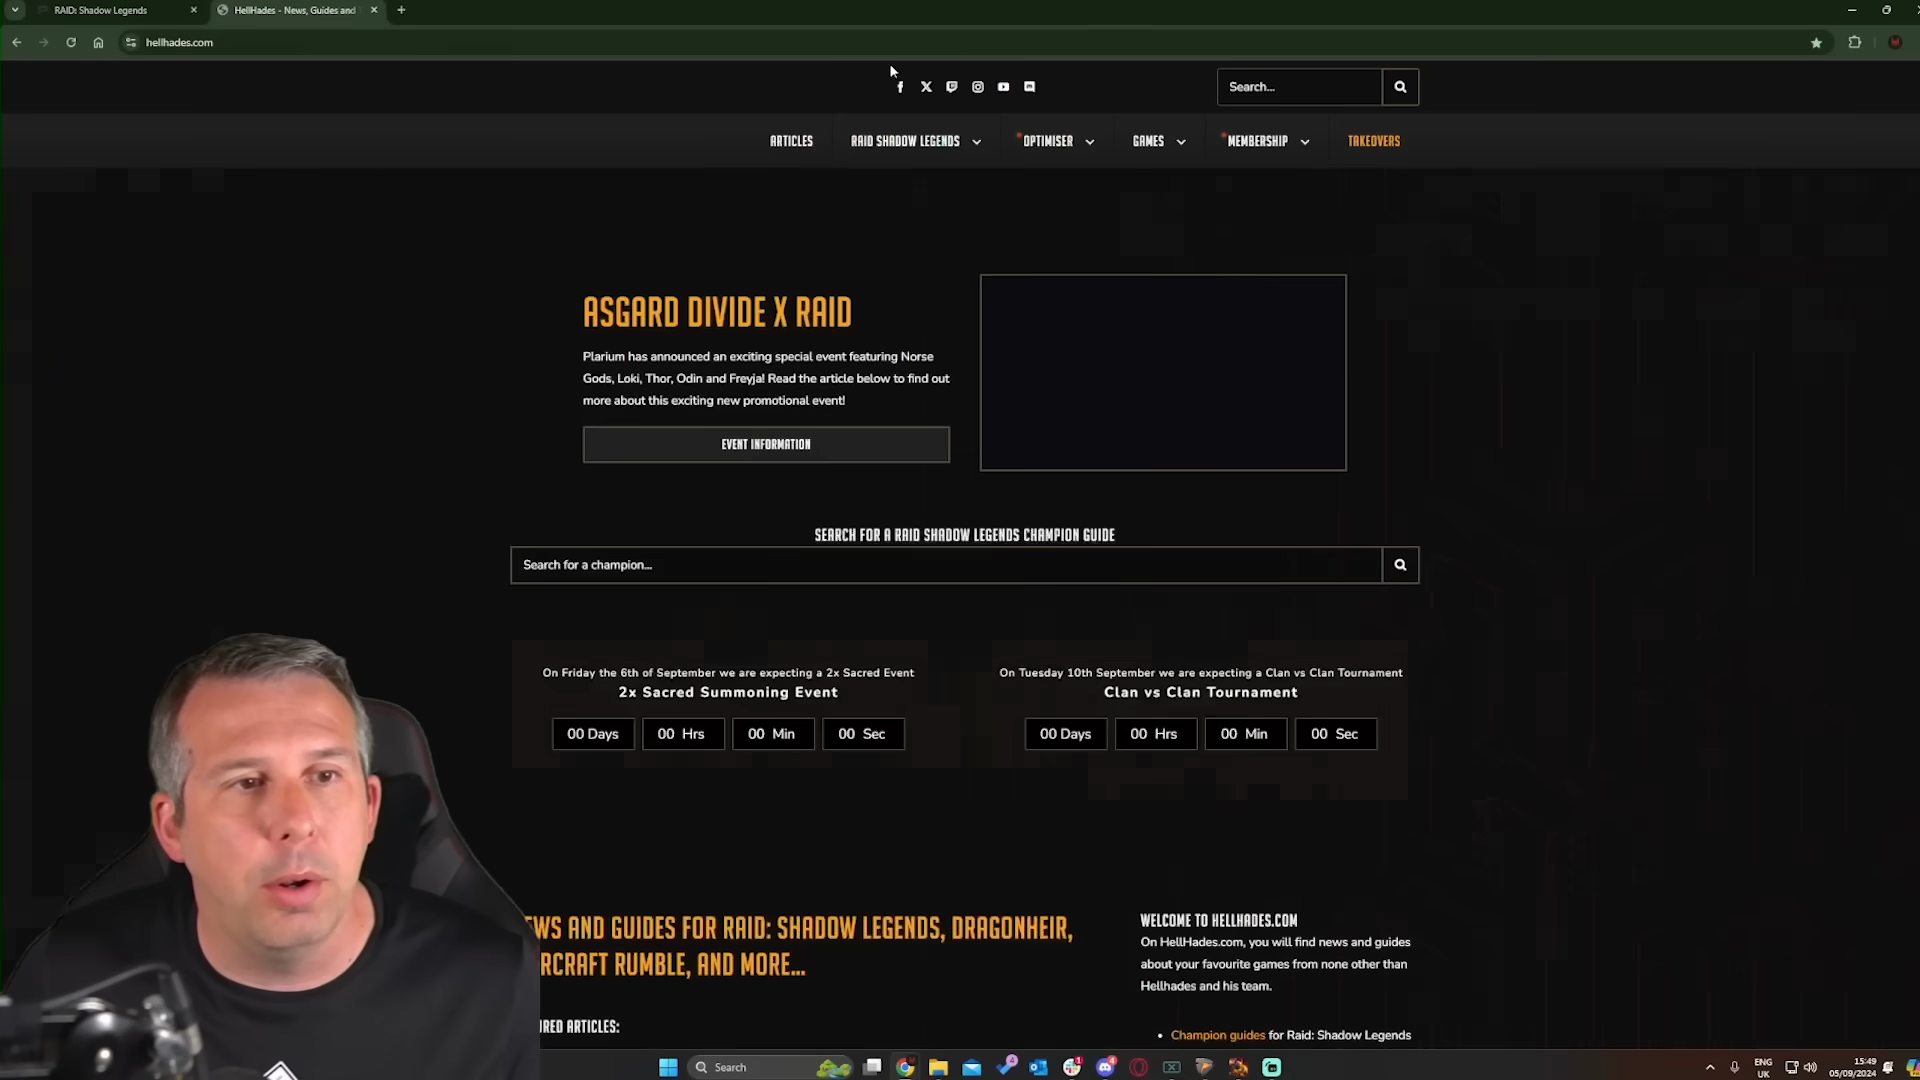 RAID: Shadow Legends
HellHades - News, Guides and
hellhades.com
Search...
ARTICLES
RAID SHADOW LEGENDS
OPTIMISER
GAMES
MEMBERSHIP
TAKEOVERS
ASGARD DIVIDE X RAID
Plarium has announced an exciting special event featuring Norse
Gods, Loki, Thor, Odin and Freyja! Read the article below to find out
more about this exciting new promotional event!
EVENT INFORMATION
SEARCH FOR A RAID SHADOW LEGENDS CHAMPION GUIDE
Search for a champion...
On Friday the 6th of September we are expecting a 2x Sacred Event
2x Sacred Summoning Event
00 Days 00 Hrs 00 Min 00 Sec
On Tuesday 10th September we are expecting a Clan vs Clan Tournament
Clan vs Clan Tournament
00 Days 00 Hrs 00 Min 00 Sec
WS AND GUIDES FOR RAID: SHADOW LEGENDS, DRAGONHEIR,
RCRAFT RUMBLE, AND MORE...
RED ARTICLES:
WELCOME TO HELLHADES.COM
On HellHades.com, you will find news and guides
about your favourite games from none other than
Hellhades and his team.
• Champion guides for Raid: Shadow Legends
Search
4
1
4
ENG
UK
15:49
05/09/2024